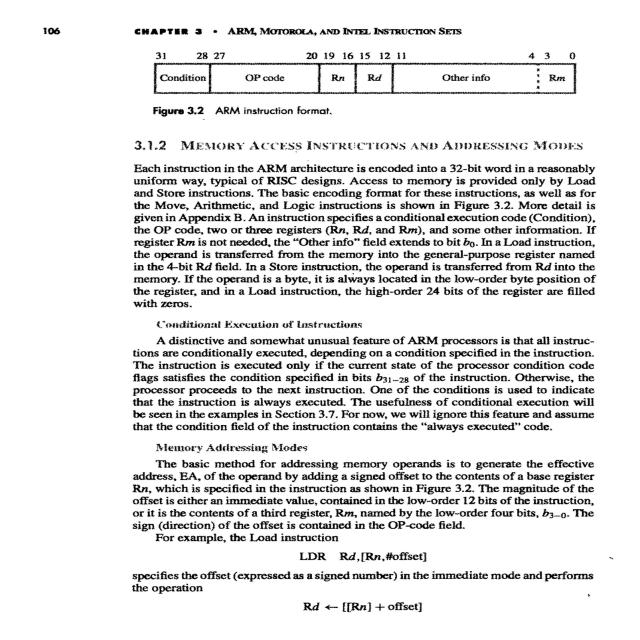 106 CHAPTER 3 • ARM, MOTOROLA, AND INTEL INSTRUCTION SETS
31 28 27 20 19 16 15 12 11 4 3 0
Condition OP code Rn Rd Other info Rm
Figure 3.2 ARM instruction format.
3.1.2 MEMORY ACCESS INSTRUCTIONS AND ADDRESSING MODES
Each instruction in the ARM architecture is encoded into a 32-bit word in a reasonably
uniform way, typical of RISC designs. Access to memory is provided only by Load
and Store instructions. The basic encoding format for these instructions, as well as for
the Move, Arithmetic, and Logic instructions is shown in Figure 3.2. More detail is
given in Appendix B. An instruction specifies a conditional execution code (Condition),
the OP code, two or three registers (Rn, Rd, and Rm), and some other information. If
register Rm is not needed, the “Other info” field extends to bit b0. In a Load instruction,
the operand is transferred from the memory into the general-purpose register named
in the 4-bit Rd field. In a Store instruction, the operand is transferred from Rd into the
memory. If the operand is a byte, it is always located in the low-order byte position of
the register, and in a Load instruction, the high-order 24 bits of the register are filled
with zeros.
Conditional Execution of Instructions
A distinctive and somewhat unusual feature of ARM processors is that all instruc-
tions are conditionally executed, depending on a condition specified in the instruction.
The instruction is executed only if the current state of the processor condition code
flags satisfies the condition specified in bits b31–28 of the instruction. Otherwise, the
processor proceeds to the next instruction. One of the conditions is used to indicate
that the instruction is always executed. The usefulness of conditional execution will
be seen in the examples in Section 3.7. For now, we will ignore this feature and assume
that the condition field of the instruction contains the “always executed” code.
Memory Addressing Modes
The basic method for addressing memory operands is to generate the effective
address, EA, of the operand by adding a signed offset to the contents of a base register
Rn, which is specified in the instruction as shown in Figure 3.2. The magnitude of the
offset is either an immediate value, contained in the low-order 12 bits of the instruction,
or it is the contents of a third register, Rm, named by the low-order four bits, b3–0. The
sign (direction) of the offset is contained in the OP-code field.
For example, the Load instruction
LDR Rd,[Rn,#offset]
specifies the offset (expressed as a signed number) in the immediate mode and performs
the operation
Rd ← [[Rn] + offset]